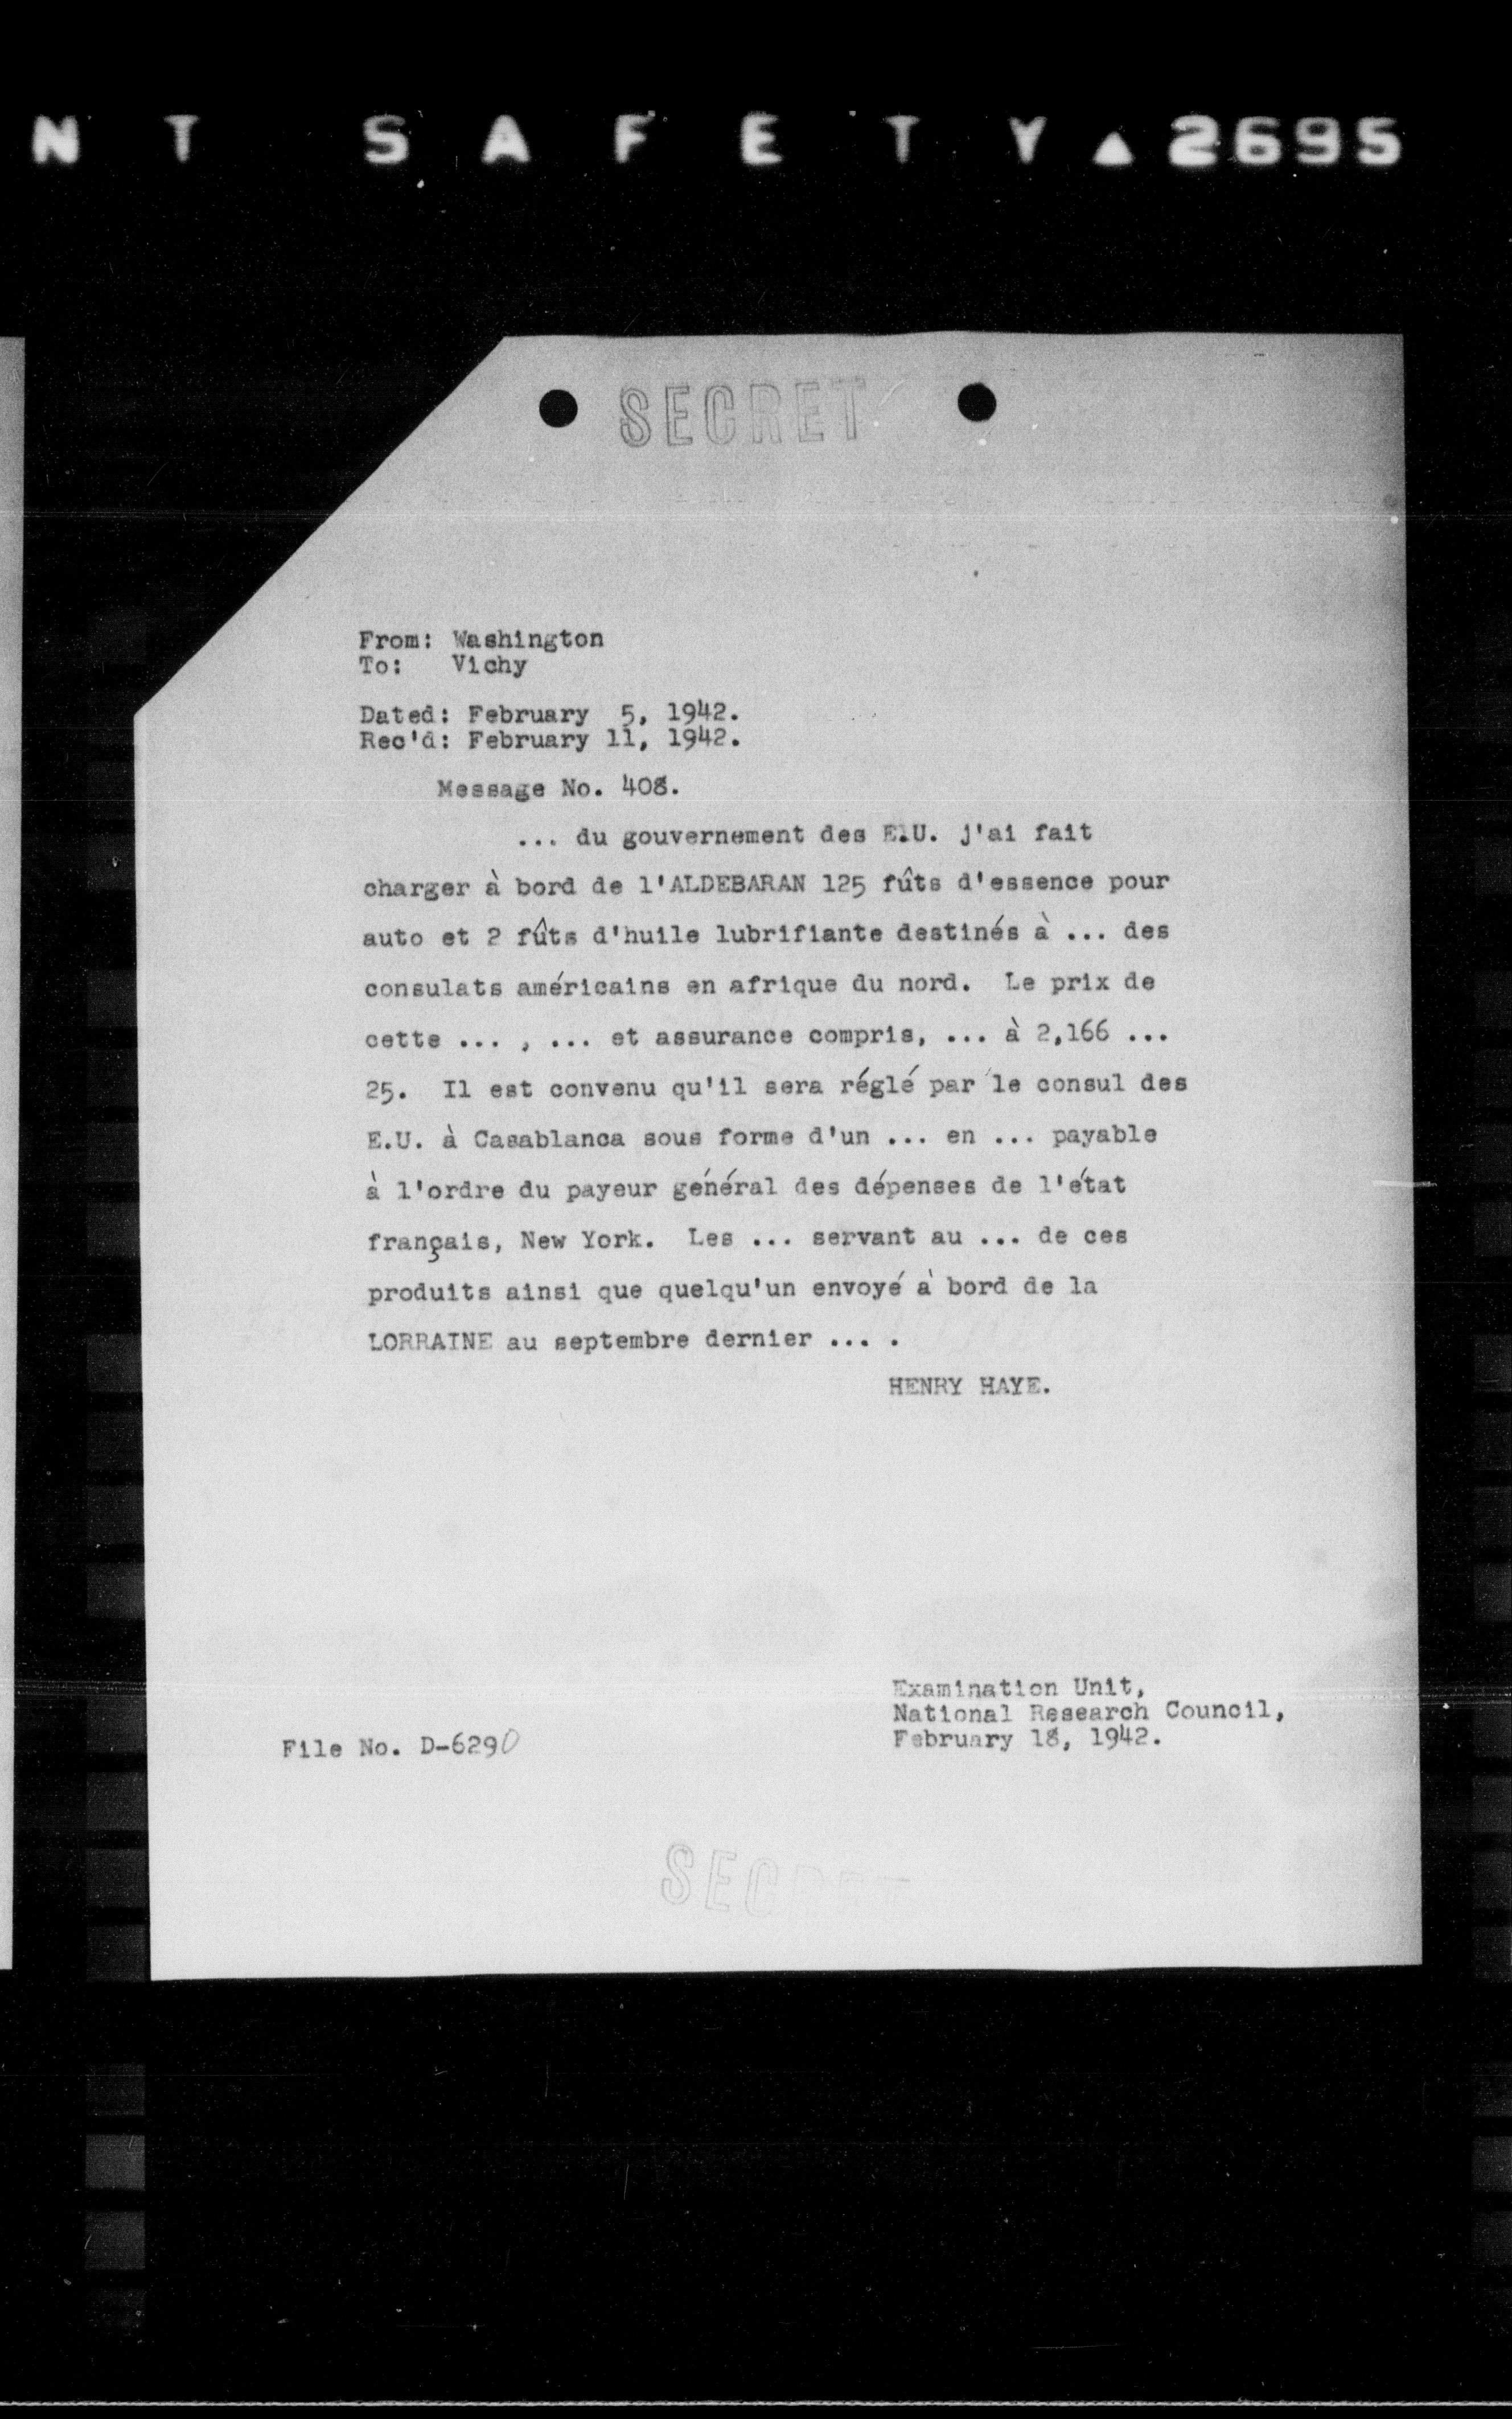 NT SAFETY▲2695
SECRET
From: Washington
To: Vichy
Dated: February 5, 1942.
Rec'd: February 11, 1942.
Message No. 408.
... du gouvernement des E.U. j'ai fait
charger à bord de l'ALDEBARAN 125 fûts d'essence pour
auto et 2 fûts d'huile lubrifiante destinés à ... des
consulats américains en afrique du nord. Le prix de
cette ... , ... et assurance compris, ... à 2,166 ...
25. Il est convenu qu'il sera réglé par le consul des
E.U. à Casablanca sous forme d'un ... en ... payable
à l'ordre du payeur général des dépenses de l'état
français, New York. Les ... servant au ... de ces
produits ainsi que quelqu'un envoyé à bord de la
LORRAINE au septembre dernier ... .
HENRY HAYE.
Examination Unit,
National Research Council,
February 18, 1942.
File No. D-6290
SECRET